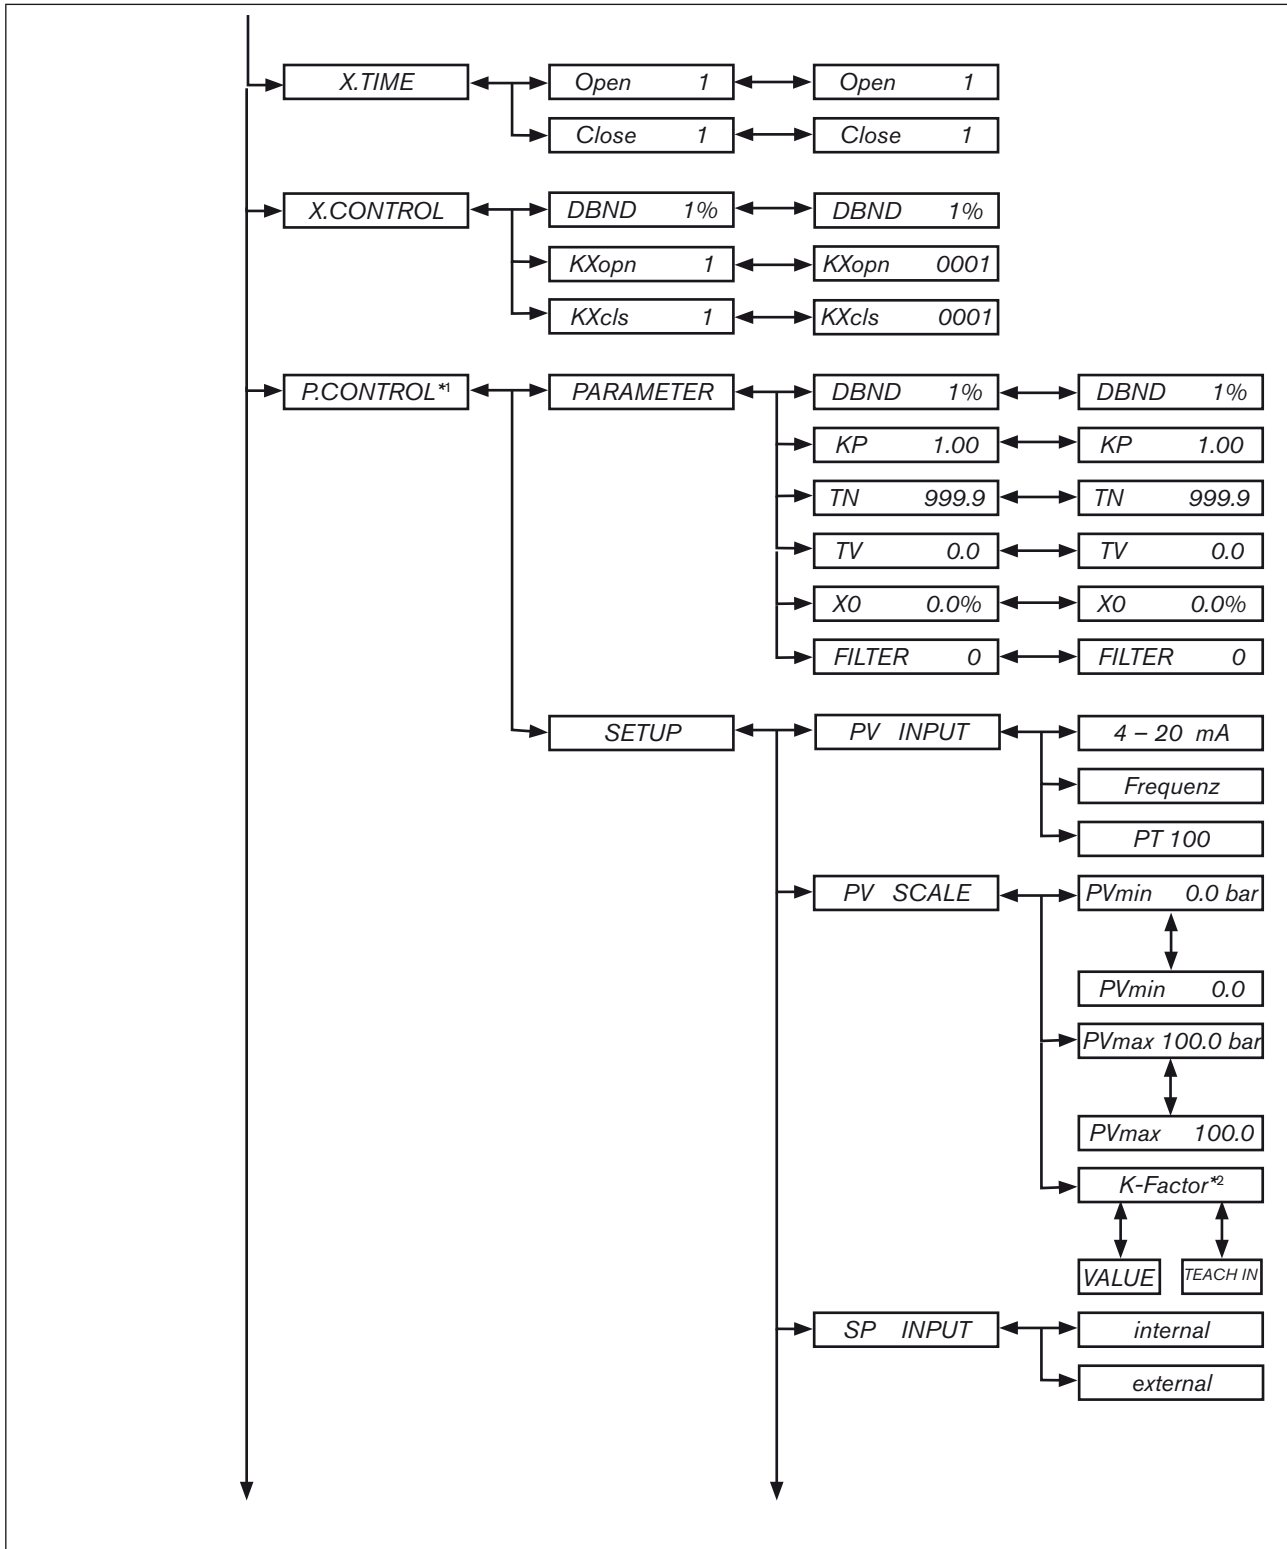 X.TIME Open 1 Open 1
Close 1 Close 1
X.CONTROL DBND 1% DBND 1%
KXopn 1 KXopn 0001
KXcls 1 KXcls 0001
P.CONTROL*1 PARAMETER DBND 1% DBND 1%
KP 1.00 KP 1.00
TN 999.9 TN 999.9
TV 0.0 TV 0.0
X0 0.0% X0 0.0%
FILTER 0 FILTER 0
SETUP PV INPUT 4 – 20 mA
Frequenz
PT 100
PV SCALE PVmin 0.0 bar
PVmin 0.0
PVmax 100.0 bar
PVmax 100.0
K-Factor*2
VALUE TEACH IN
SP INPUT internal
external